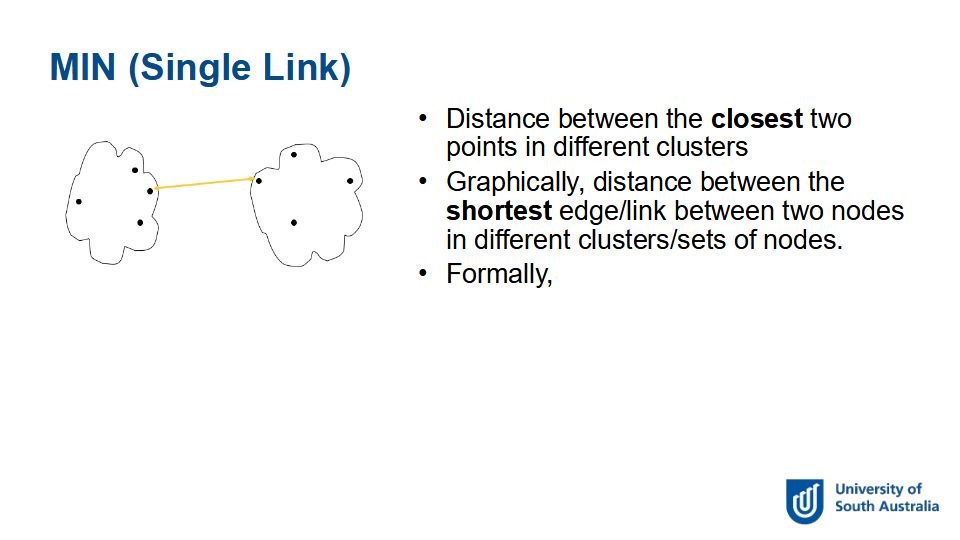 MIN (Single Link)
• Distance between the closest two
points in different clusters
• Graphically, distance between the
shortest edge/link between two nodes
in different clusters/sets of nodes.
• Formally,
University of
South Australia